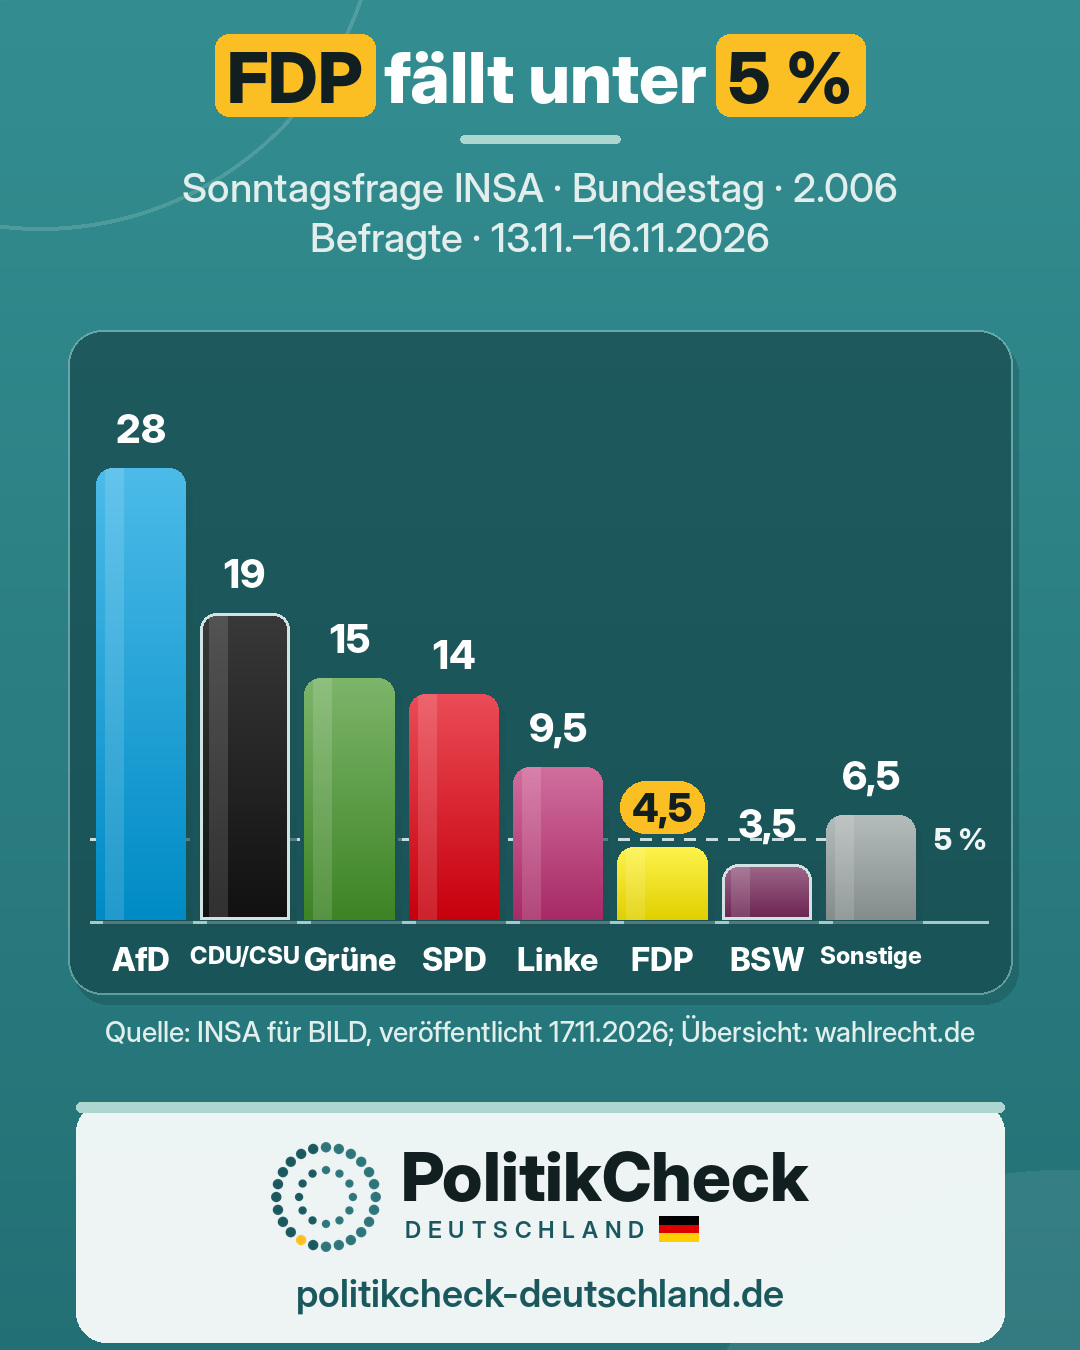 FDP fällt unter 5 %
Sonntagsfrage INSA · Bundestag · 2.006
Befragte · 13.11.–16.11.2026
28
19
15
14
9,5
4,5
3,5
6,5
5 %
AfD CDU/CSU Grüne SPD Linke FDP BSW Sonstige
Quelle: INSA für BILD, veröffentlicht 17.11.2026; Übersicht: wahlrecht.de
PolitikCheck
DEUTSCHLAND
politikcheck-deutschland.de